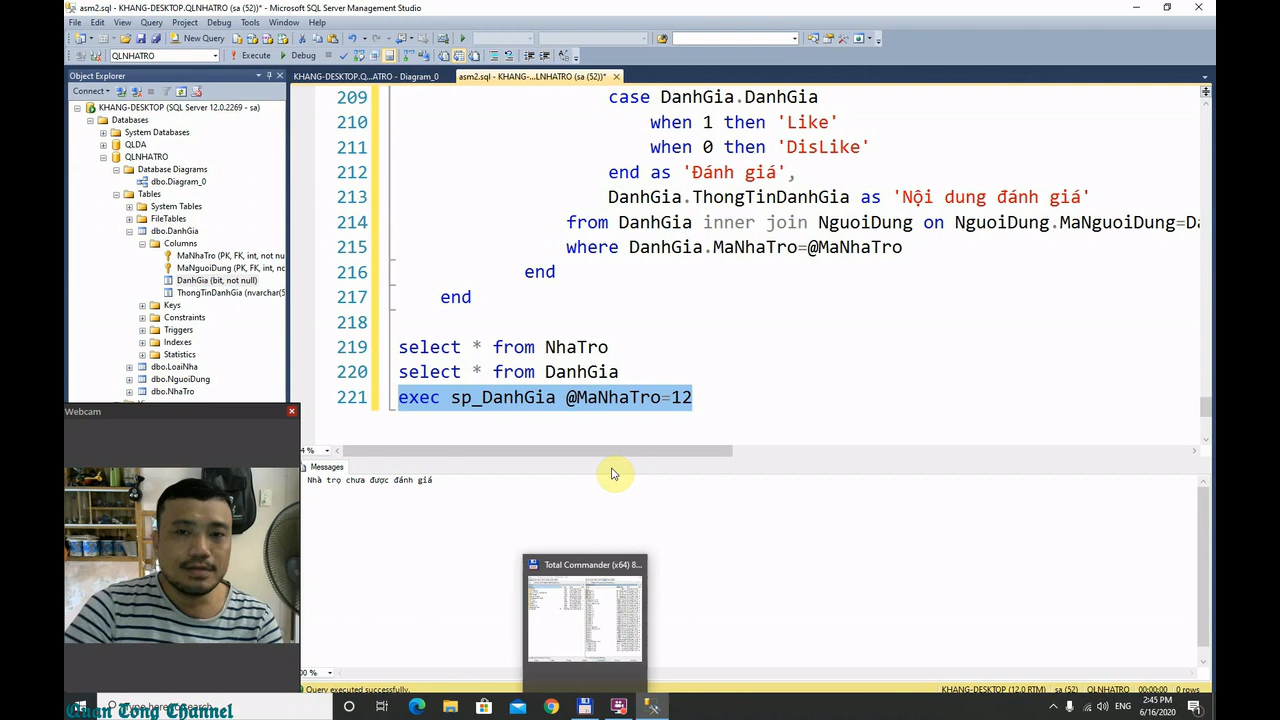 asm2.sql - KHANG-DESKTOP.QLNHATRO (sa (52))* - Microsoft SQL Server Management Studio
File Edit View Query Project Debug Tools Window Help
New Query
QLNHATRO Execute Debug
Object Explorer
KHANG-DESKTOP.Q...ATRO - Diagram_0 asm2.sql - KHANG-...LNHATRO (sa (52))*
Connect
KHANG-DESKTOP (SQL Server 12.0.2269 - sa)
Databases
System Databases
QLDA
QLNHATRO
Database Diagrams
dbo.Diagram_0
Tables
System Tables
FileTables
dbo.DanhGia
Columns
MaNhaTro (PK, FK, int, not nu
MaNguoiDung (PK, FK, int, no
DanhGia (bit, not null)
ThongTinDanhGia (nvarchar(5
Keys
Constraints
Triggers
Indexes
Statistics
dbo.LoaiNha
dbo.NguoiDung
dbo.NhaTro
209 case DanhGia.DanhGia
210 when 1 then 'Like'
211 when 0 then 'DisLike'
212 end as 'Đánh giá',
213 DanhGia.ThongTinDanhGia as 'Nội dung đánh giá'
214 from DanhGia inner join NguoiDung on NguoiDung.MaNguoiDung=Da
215 where DanhGia.MaNhaTro=@MaNhaTro
216 end
217 end
218
219 select * from NhaTro
220 select * from DanhGia
221 exec sp_DanhGia @MaNhaTro=12
Webcam
4 %
Messages
Nhà trọ chưa được đánh giá
Total Commander (x64) 8...
00 %
Query executed successfully. KHANG-DESKTOP (12.0 RTM) sa (52) QLNHATRO 00:00:00 0 rows
Quan Tong Channel
ENG
2:45 PM
6/16/2020